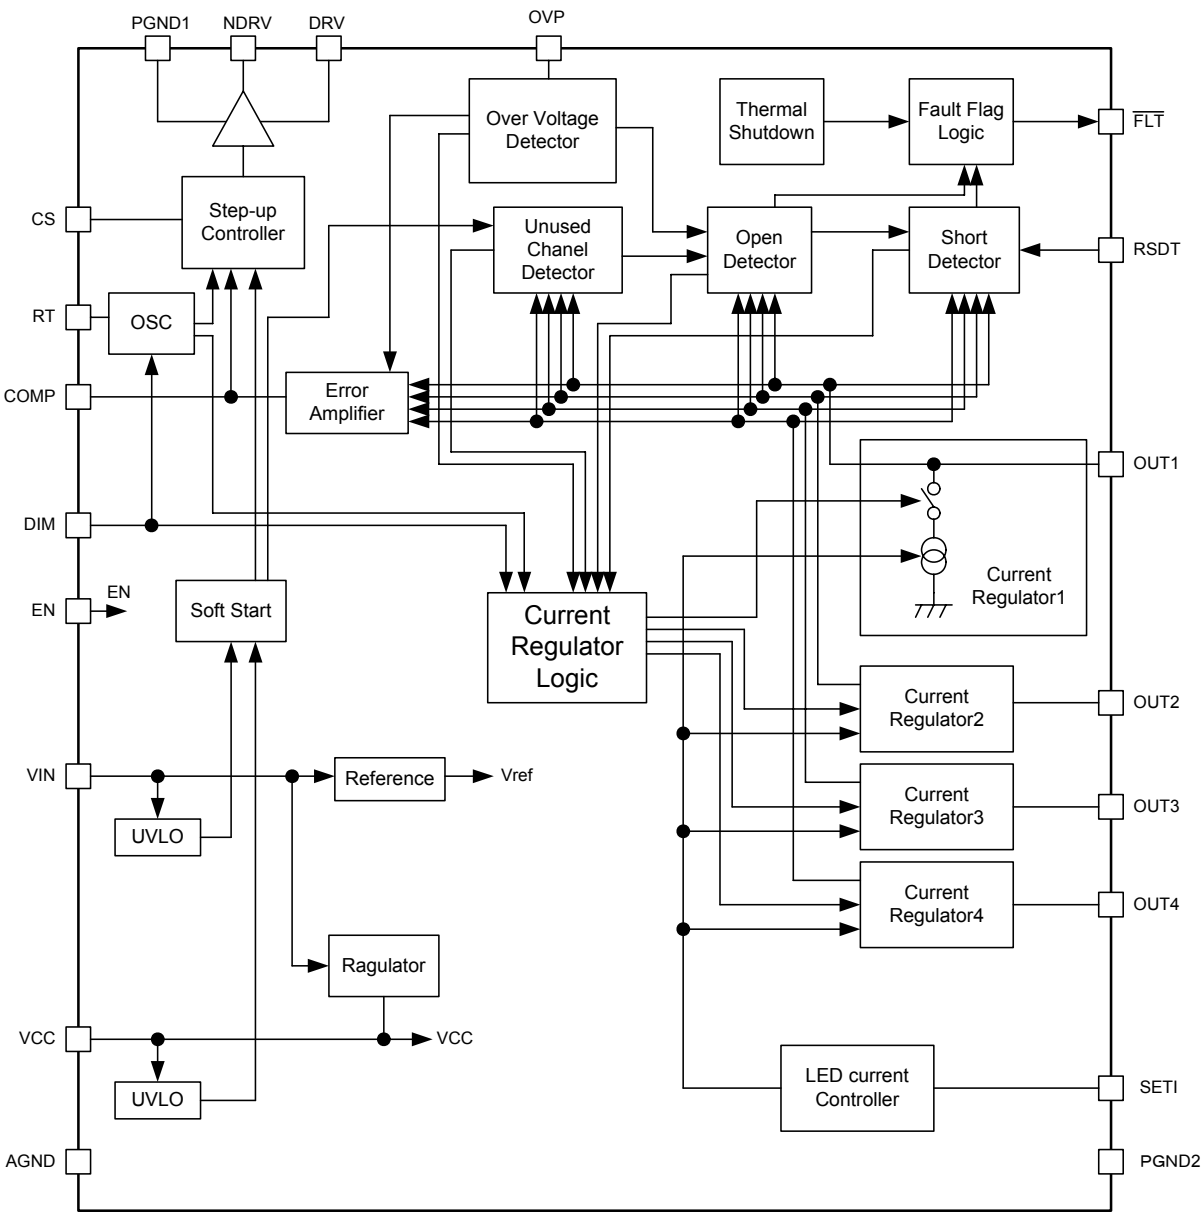 PGND1
NDRV
DRV
OVP
Over Voltage
Detector
Thermal
Shutdown
Fault Flag
Logic
FLT
CS
Step-up
Controller
Unused
Chanel
Detector
Open
Detector
Short
Detector
RSDT
RT
OSC
COMP
Error
Amplifier
OUT1
DIM
EN
EN
Soft Start
Current
Regulator
Logic
Current
Regulator1
Current
Regulator2
OUT2
VIN
Reference
Vref
UVLO
Current
Regulator3
OUT3
Current
Regulator4
OUT4
Ragulator
VCC
VCC
UVLO
LED current
Controller
SETI
AGND
PGND2